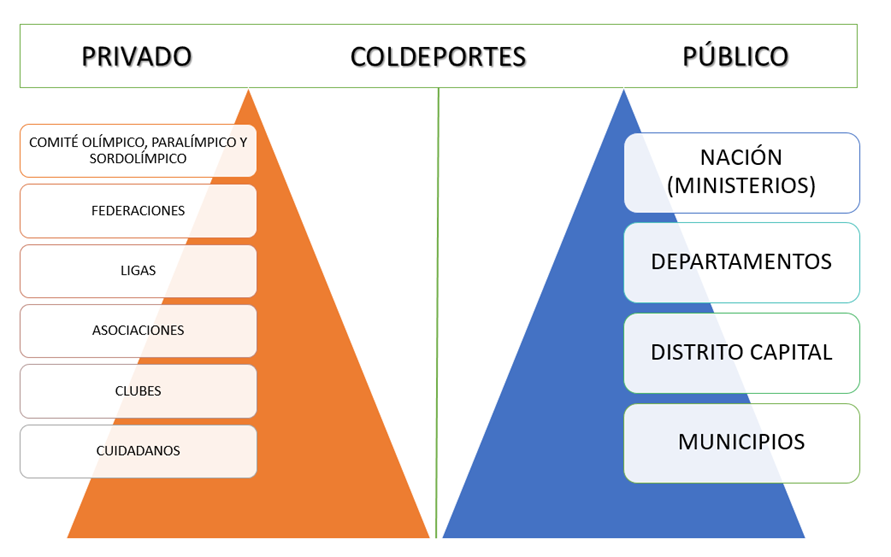 PRIVADO
COLDEPORTES
PÚBLICO
COMITÉ OLÍMPICO, PARALÍMPICO Y
SORDOLÍMPICO
FEDERACIONES
LIGAS
ASOCIACIONES
CLUBES
CUIDADANOS
NACIÓN
(MINISTERIOS)
DEPARTAMENTOS
DISTRITO CAPITAL
MUNICIPIOS